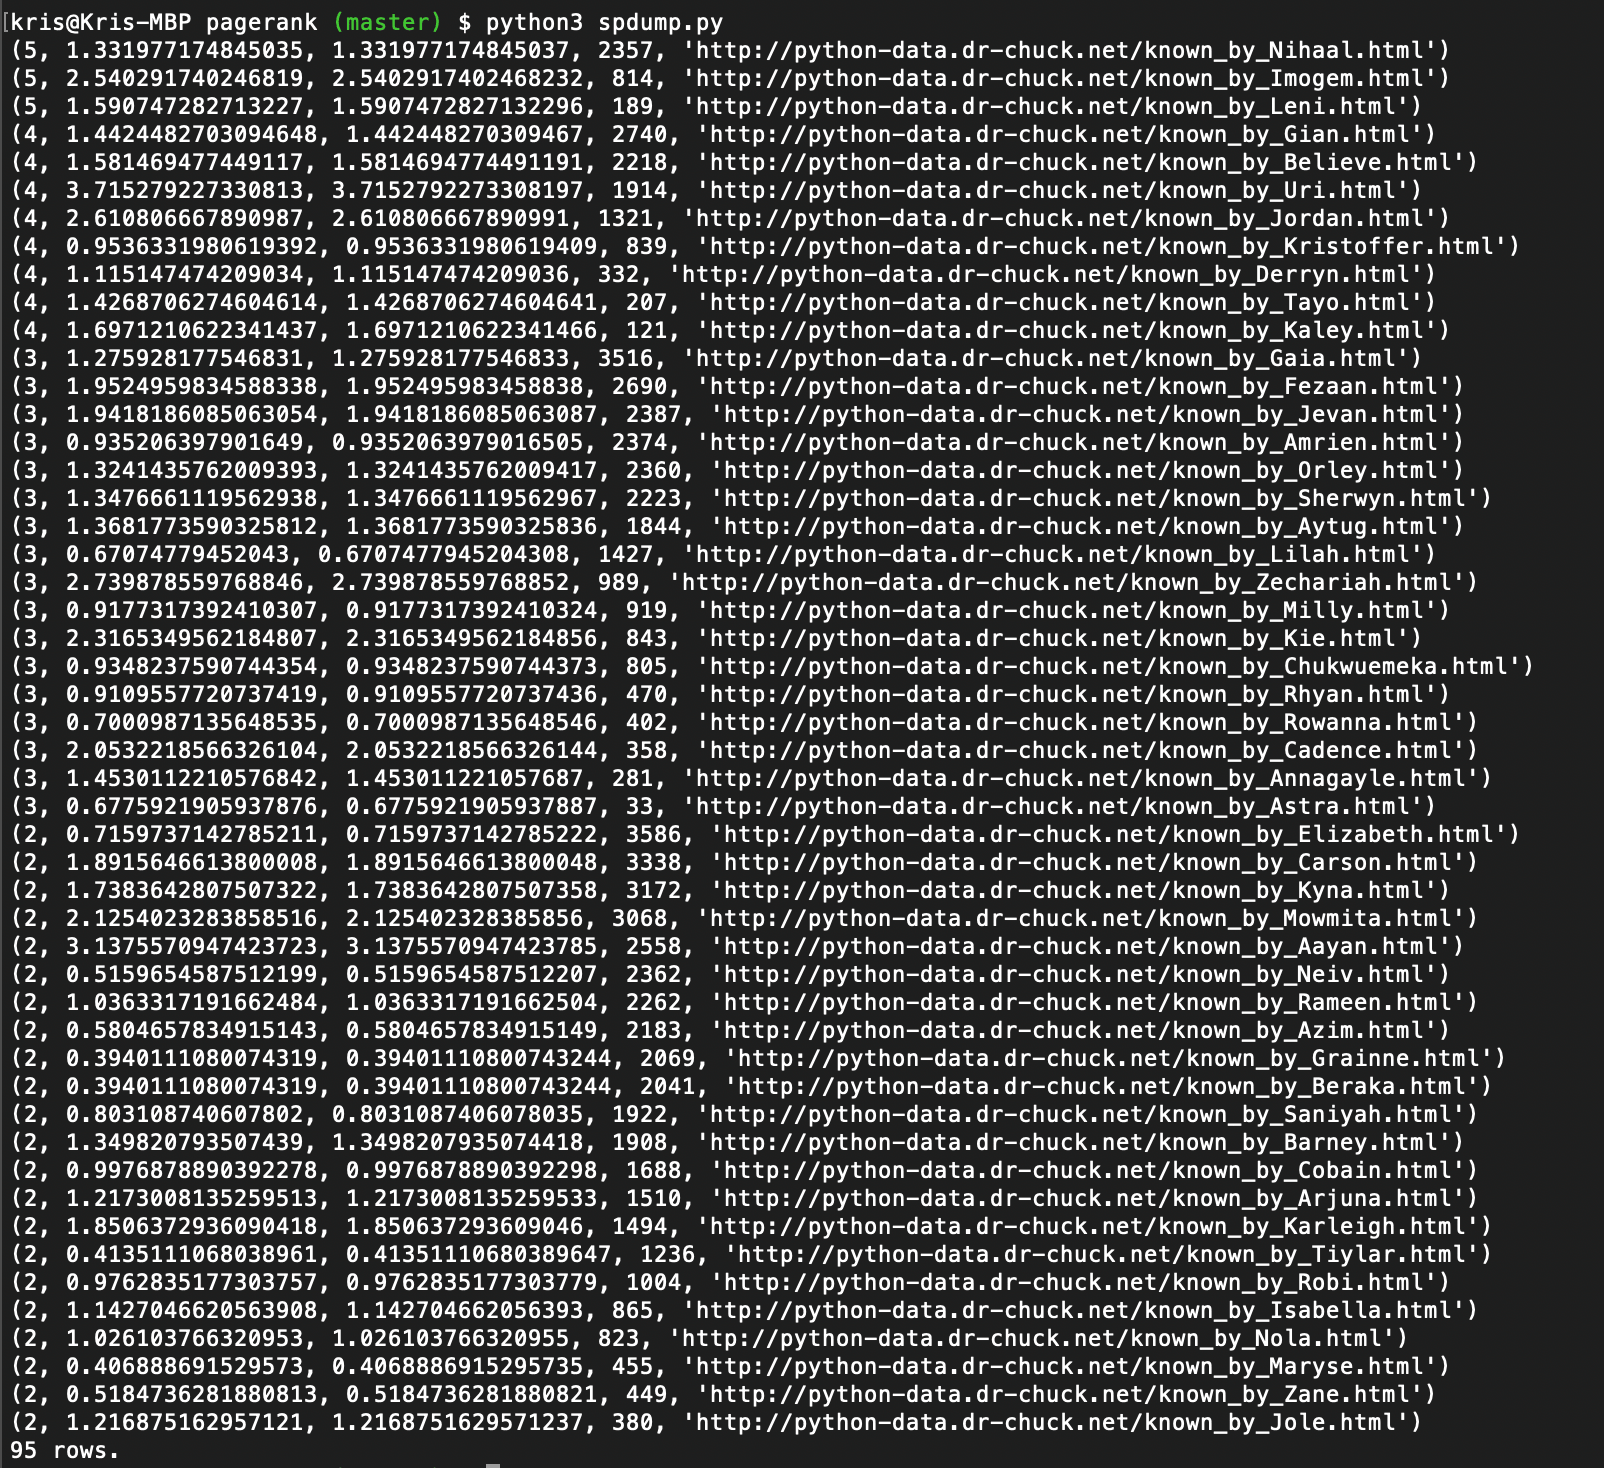 [kris@Kris-MBP pagerank (master) $ python3 spdump.py
(5, 1.331977174845035, 1.331977174845037, 2357, 'http://python-data.dr-chuck.net/known_by_Nihaal.html')
(5, 2.540291740246819, 2.5402917402468232, 814, 'http://python-data.dr-chuck.net/known_by_Imogem.html')
(5, 1.590747282713227, 1.5907472827132296, 189, 'http://python-data.dr-chuck.net/known_by_Leni.html')
(4, 1.4424482703094648, 1.442448270309467, 2740, 'http://python-data.dr-chuck.net/known_by_Gian.html')
(4, 1.581469477449117, 1.5814694774491191, 2218, 'http://python-data.dr-chuck.net/known_by_Believe.html')
(4, 3.715279227330813, 3.7152792273308197, 1914, 'http://python-data.dr-chuck.net/known_by_Uri.html')
(4, 2.610806667890987, 2.610806667890991, 1321, 'http://python-data.dr-chuck.net/known_by_Jordan.html')
(4, 0.9536331980619392, 0.9536331980619409, 839, 'http://python-data.dr-chuck.net/known_by_Kristoffer.html')
(4, 1.115147474209034, 1.115147474209036, 332, 'http://python-data.dr-chuck.net/known_by_Derryn.html')
(4, 1.4268706274604614, 1.4268706274604641, 207, 'http://python-data.dr-chuck.net/known_by_Tayo.html')
(4, 1.6971210622341437, 1.6971210622341466, 121, 'http://python-data.dr-chuck.net/known_by_Kaley.html')
(3, 1.275928177546831, 1.275928177546833, 3516, 'http://python-data.dr-chuck.net/known_by_Gaia.html')
(3, 1.9524959834588338, 1.952495983458838, 2690, 'http://python-data.dr-chuck.net/known_by_Fezaan.html')
(3, 1.9418186085063054, 1.9418186085063087, 2387, 'http://python-data.dr-chuck.net/known_by_Jevan.html')
(3, 0.935206397901649, 0.9352063979016505, 2374, 'http://python-data.dr-chuck.net/known_by_Amrien.html')
(3, 1.3241435762009393, 1.3241435762009417, 2360, 'http://python-data.dr-chuck.net/known_by_Orley.html')
(3, 1.3476661119562938, 1.3476661119562967, 2223, 'http://python-data.dr-chuck.net/known_by_Sherwyn.html')
(3, 1.3681773590325812, 1.3681773590325836, 1844, 'http://python-data.dr-chuck.net/known_by_Aytug.html')
(3, 0.67074779452043, 0.6707477945204308, 1427, 'http://python-data.dr-chuck.net/known_by_Lilah.html')
(3, 2.739878559768846, 2.739878559768852, 989, 'http://python-data.dr-chuck.net/known_by_Zechariah.html')
(3, 0.9177317392410307, 0.9177317392410324, 919, 'http://python-data.dr-chuck.net/known_by_Milly.html')
(3, 2.3165349562184807, 2.3165349562184856, 843, 'http://python-data.dr-chuck.net/known_by_Kie.html')
(3, 0.9348237590744354, 0.9348237590744373, 805, 'http://python-data.dr-chuck.net/known_by_Chukwuemeka.html')
(3, 0.9109557720737419, 0.9109557720737436, 470, 'http://python-data.dr-chuck.net/known_by_Rhyan.html')
(3, 0.7000987135648535, 0.7000987135648546, 402, 'http://python-data.dr-chuck.net/known_by_Rowanna.html')
(3, 2.0532218566326104, 2.0532218566326144, 358, 'http://python-data.dr-chuck.net/known_by_Cadence.html')
(3, 1.4530112210576842, 1.453011221057687, 281, 'http://python-data.dr-chuck.net/known_by_Annagayle.html')
(3, 0.6775921905937876, 0.6775921905937887, 33, 'http://python-data.dr-chuck.net/known_by_Astra.html')
(2, 0.7159737142785211, 0.7159737142785222, 3586, 'http://python-data.dr-chuck.net/known_by_Elizabeth.html')
(2, 1.8915646613800008, 1.8915646613800048, 3338, 'http://python-data.dr-chuck.net/known_by_Carson.html')
(2, 1.7383642807507322, 1.7383642807507358, 3172, 'http://python-data.dr-chuck.net/known_by_Kyna.html')
(2, 2.1254023283858516, 2.125402328385856, 3068, 'http://python-data.dr-chuck.net/known_by_Mowmita.html')
(2, 3.1375570947423723, 3.1375570947423785, 2558, 'http://python-data.dr-chuck.net/known_by_Aayan.html')
(2, 0.5159654587512199, 0.5159654587512207, 2362, 'http://python-data.dr-chuck.net/known_by_Neiv.html')
(2, 1.0363317191662484, 1.0363317191662504, 2262, 'http://python-data.dr-chuck.net/known_by_Rameen.html')
(2, 0.5804657834915143, 0.5804657834915149, 2183, 'http://python-data.dr-chuck.net/known_by_Azim.html')
(2, 0.3940111080074319, 0.39401110800743244, 2069, 'http://python-data.dr-chuck.net/known_by_Grainne.html')
(2, 0.3940111080074319, 0.39401110800743244, 2041, 'http://python-data.dr-chuck.net/known_by_Beraka.html')
(2, 0.803108740607802, 0.8031087406078035, 1922, 'http://python-data.dr-chuck.net/known_by_Saniyah.html')
(2, 1.349820793507439, 1.3498207935074418, 1908, 'http://python-data.dr-chuck.net/known_by_Barney.html')
(2, 0.9976878890392278, 0.9976878890392298, 1688, 'http://python-data.dr-chuck.net/known_by_Cobain.html')
(2, 1.2173008135259513, 1.2173008135259533, 1510, 'http://python-data.dr-chuck.net/known_by_Arjuna.html')
(2, 1.8506372936090418, 1.850637293609046, 1494, 'http://python-data.dr-chuck.net/known_by_Karleigh.html')
(2, 0.4135111068038961, 0.41351110680389647, 1236, 'http://python-data.dr-chuck.net/known_by_Tiylar.html')
(2, 0.9762835177303757, 0.9762835177303779, 1004, 'http://python-data.dr-chuck.net/known_by_Robi.html')
(2, 1.1427046620563908, 1.142704662056393, 865, 'http://python-data.dr-chuck.net/known_by_Isabella.html')
(2, 1.026103766320953, 1.026103766320955, 823, 'http://python-data.dr-chuck.net/known_by_Nola.html')
(2, 0.406888691529573, 0.4068886915295735, 455, 'http://python-data.dr-chuck.net/known_by_Maryse.html')
(2, 0.5184736281880813, 0.5184736281880821, 449, 'http://python-data.dr-chuck.net/known_by_Zane.html')
(2, 1.216875162957121, 1.2168751629571237, 380, 'http://python-data.dr-chuck.net/known_by_Jole.html')
95 rows.